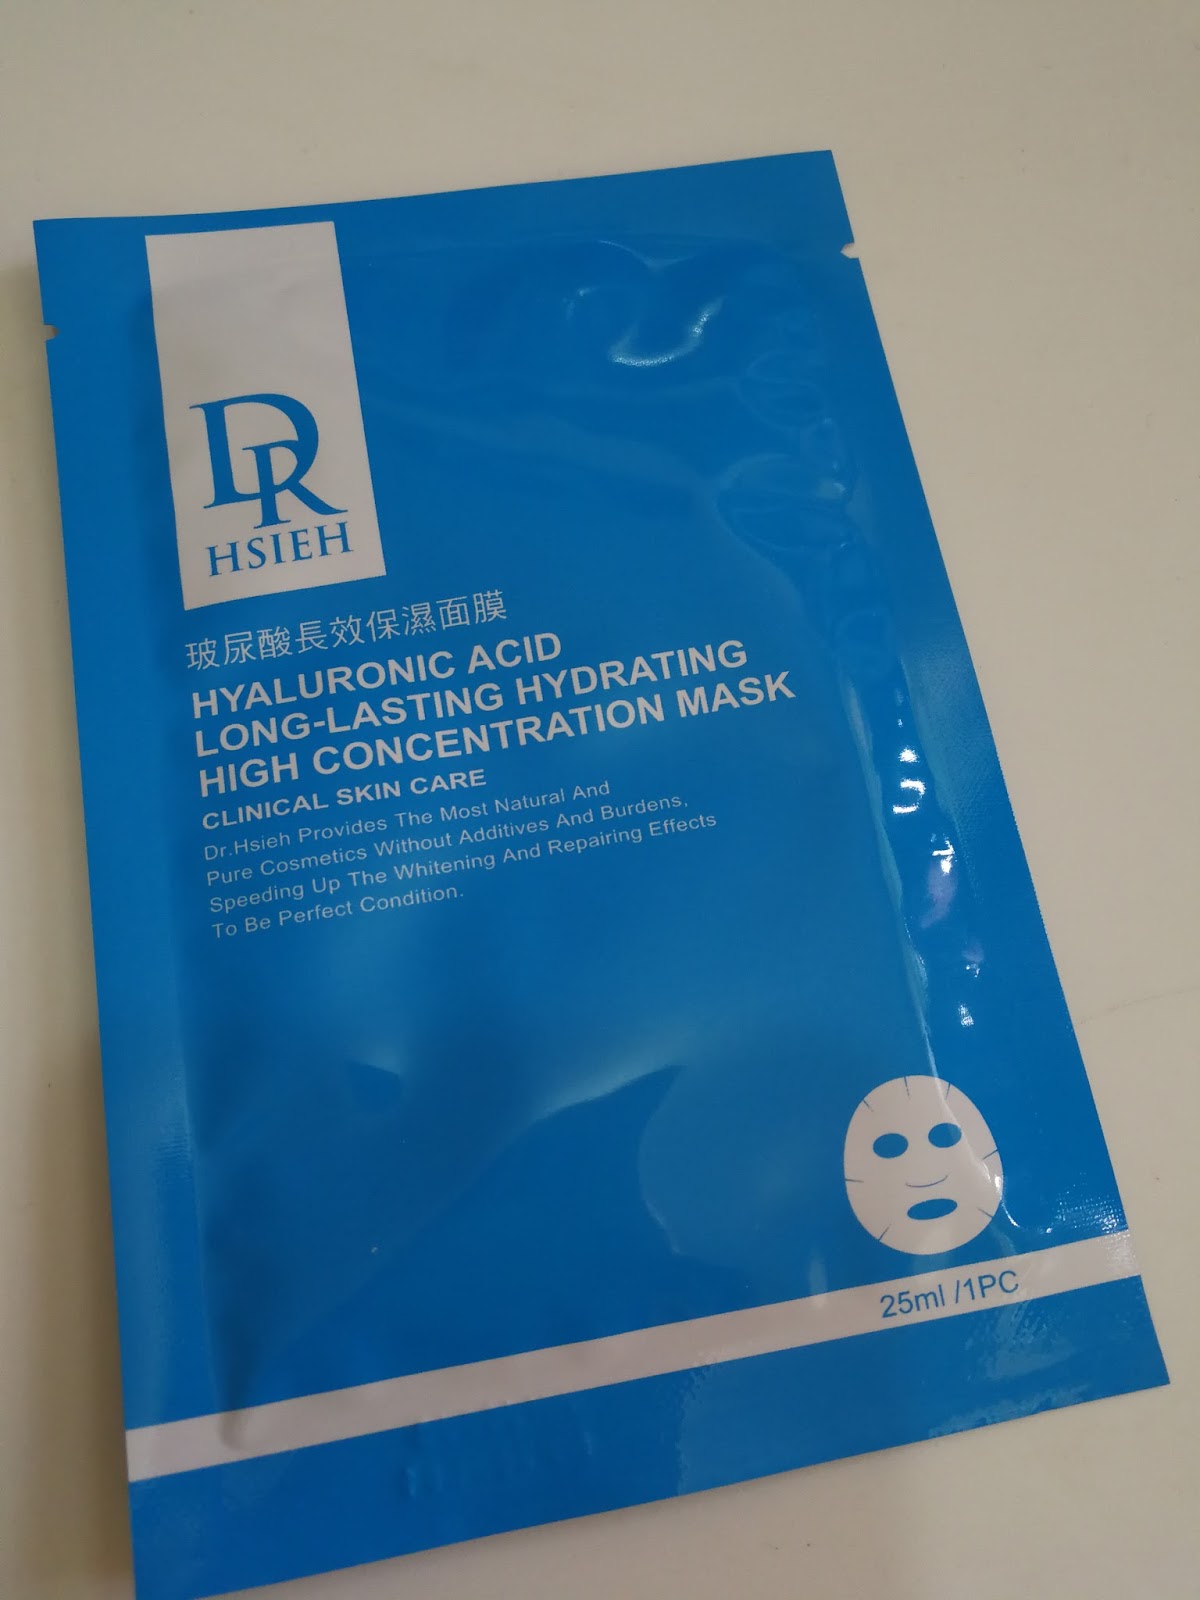 DR
HSIEH
玻尿酸長效保濕面膜
HYALURONIC ACID
LONG-LASTING HYDRATING
HIGH CONCENTRATION MASK
CLINICAL SKIN CARE
Dr.Hsieh Provides The Most Natural And
Pure Cosmetics Without Additives And Burdens,
Speeding Up The Whitening And Repairing Effects
To Be Perfect Condition.
25ml /1PC